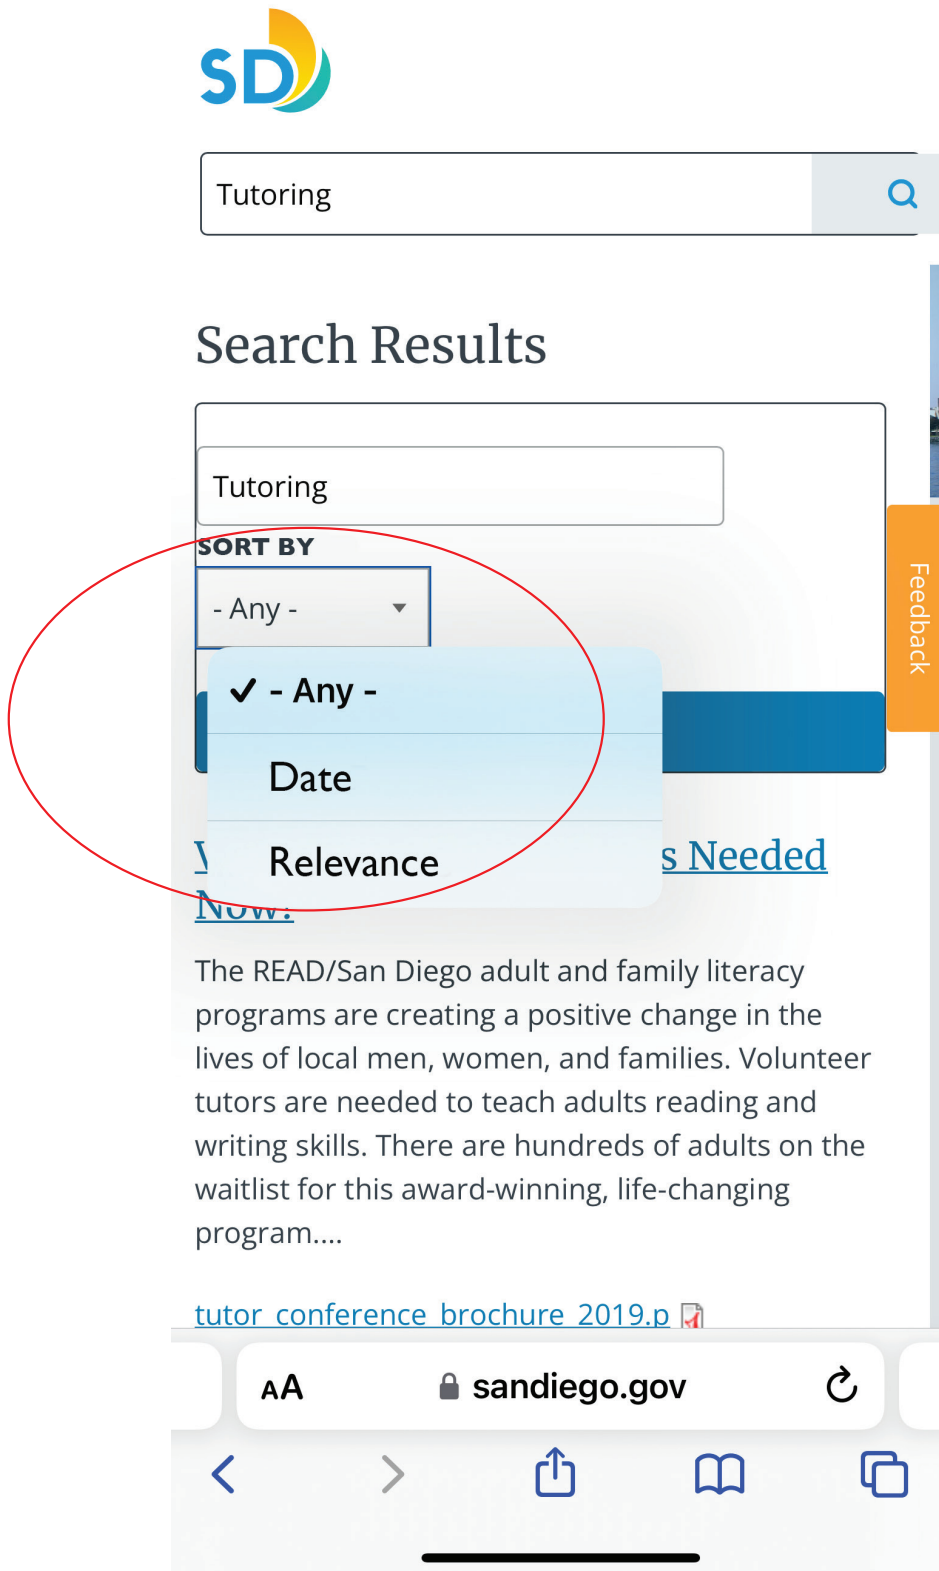 SD
Tutoring
Search Results
Tutoring
SORT BY
- Any -
- Any -
Date
Relevance
s Needed
Now!
The READ/San Diego adult and family literacy
programs are creating a positive change in the
lives of local men, women, and families. Volunteer
tutors are needed to teach adults reading and
writing skills. There are hundreds of adults on the
waitlist for this award-winning, life-changing
program....
tutor_conference_brochure_2019.p
Feedback
AA
sandiego.gov